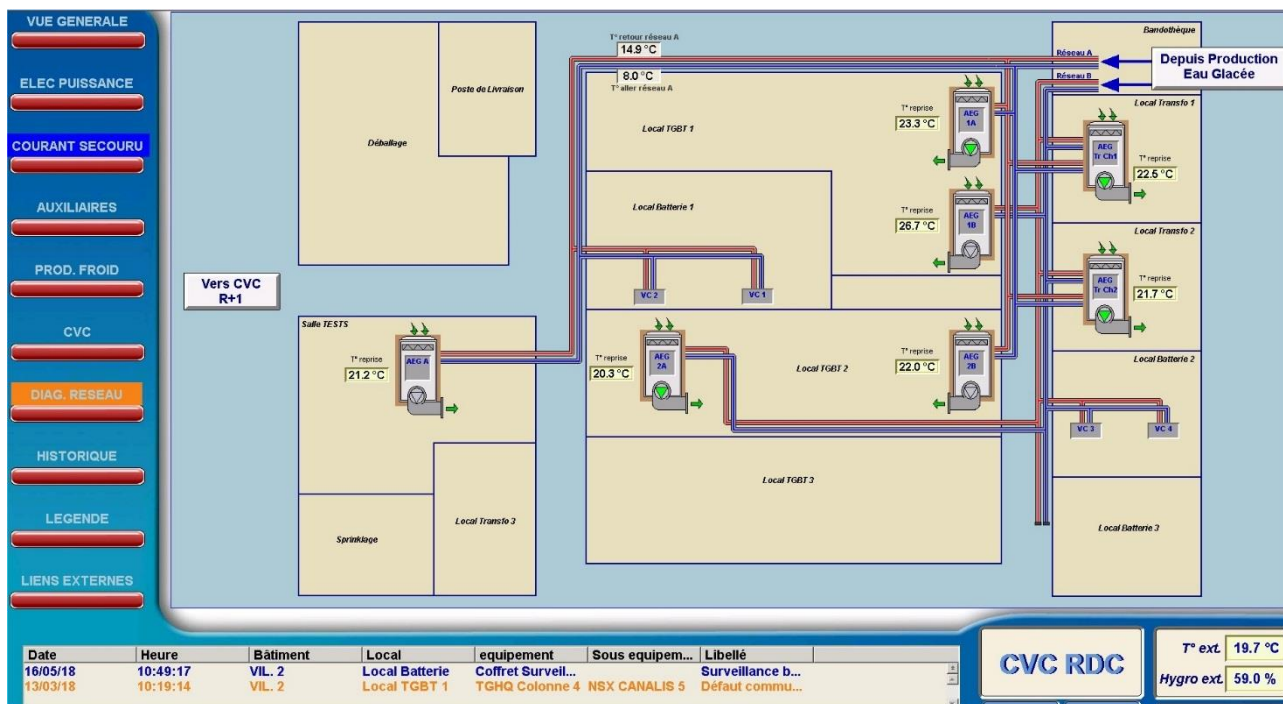 VUE GENERALE
ELEC PUISSANCE
COURANT SECOURU
AUXILIAIRES
PROD. FROID
CVC
DIAG. RESEAU
HISTORIQUE
LEGENDE
LIENS EXTERNES
Déballage
Poste de Livraison
T° retour réseau A
14.9 °C
8.0 °C
T° aller réseau A
Local TGBT 1
T° reprise
23.3 °C
AEG
1A
Bandothèque
Réseau A
Réseau B
Depuis Production
Eau Glacée
Local Transfo 1
AEG
Tr Ch1
T° reprise
22.5 °C
Local Batterie 1
T° reprise
26.7 °C
AEG
1B
Local Transfo 2
AEG
Tr Ch2
T° reprise
21.7 °C
Vers CVC
R+1
VC 2
VC 1
Salle TESTS
T° reprise
21.2 °C
AEG A
T° reprise
20.3 °C
AEG
2A
Local TGBT 2
T° reprise
22.0 °C
AEG
2B
Local Batterie 2
VC 3
VC 4
Local TGBT 3
Local Transfo 3
Sprinklage
Local Batterie 3
Date Heure Bâtiment Local equipement Sous equipem... Libellé
16/05/18 10:49:17 VIL. 2 Local Batterie Coffret Surveil... Surveillance b...
13/03/18 10:19:14 VIL. 2 Local TGBT 1 TGHQ Colonne 4 NSX CANALIS 5 Défaut commu...
CVC RDC
T° ext. 19.7 °C
Hygro ext. 59.0 %